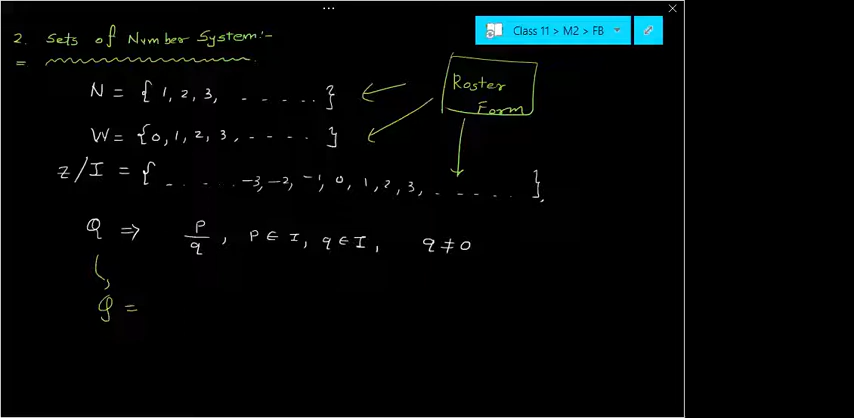 2. Sets of Number System:-
Class 11 > M2 > FB
N = { 1, 2, 3, ...... }
Roster Form
W = {0, 1, 2, 3, ..... }
Z/I = { ...... -3, -2, -1, 0, 1, 2, 3, ...... }.
Q ⇒ p/q, p ∈ I, q ∈ I, q ≠ 0
Q =